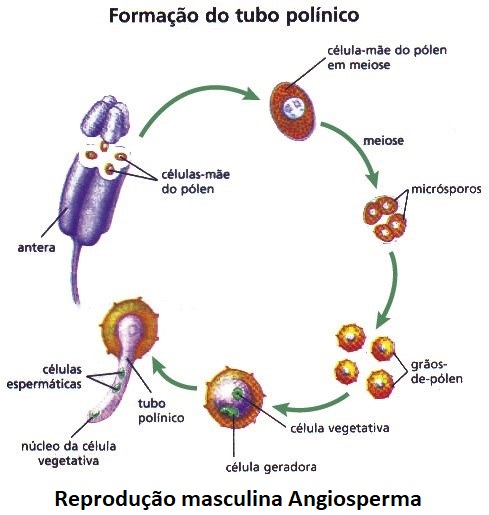 Formação do tubo polínico
célula-mãe do pólen
em meiose
meiose
células-mãe
do pólen
micrósporos
antera
grãos-
de-pólen
células
espermáticas
tubo
polínico
célula vegetativa
núcleo da célula
vegetativa
célula geradora
Reprodução masculina Angiosperma